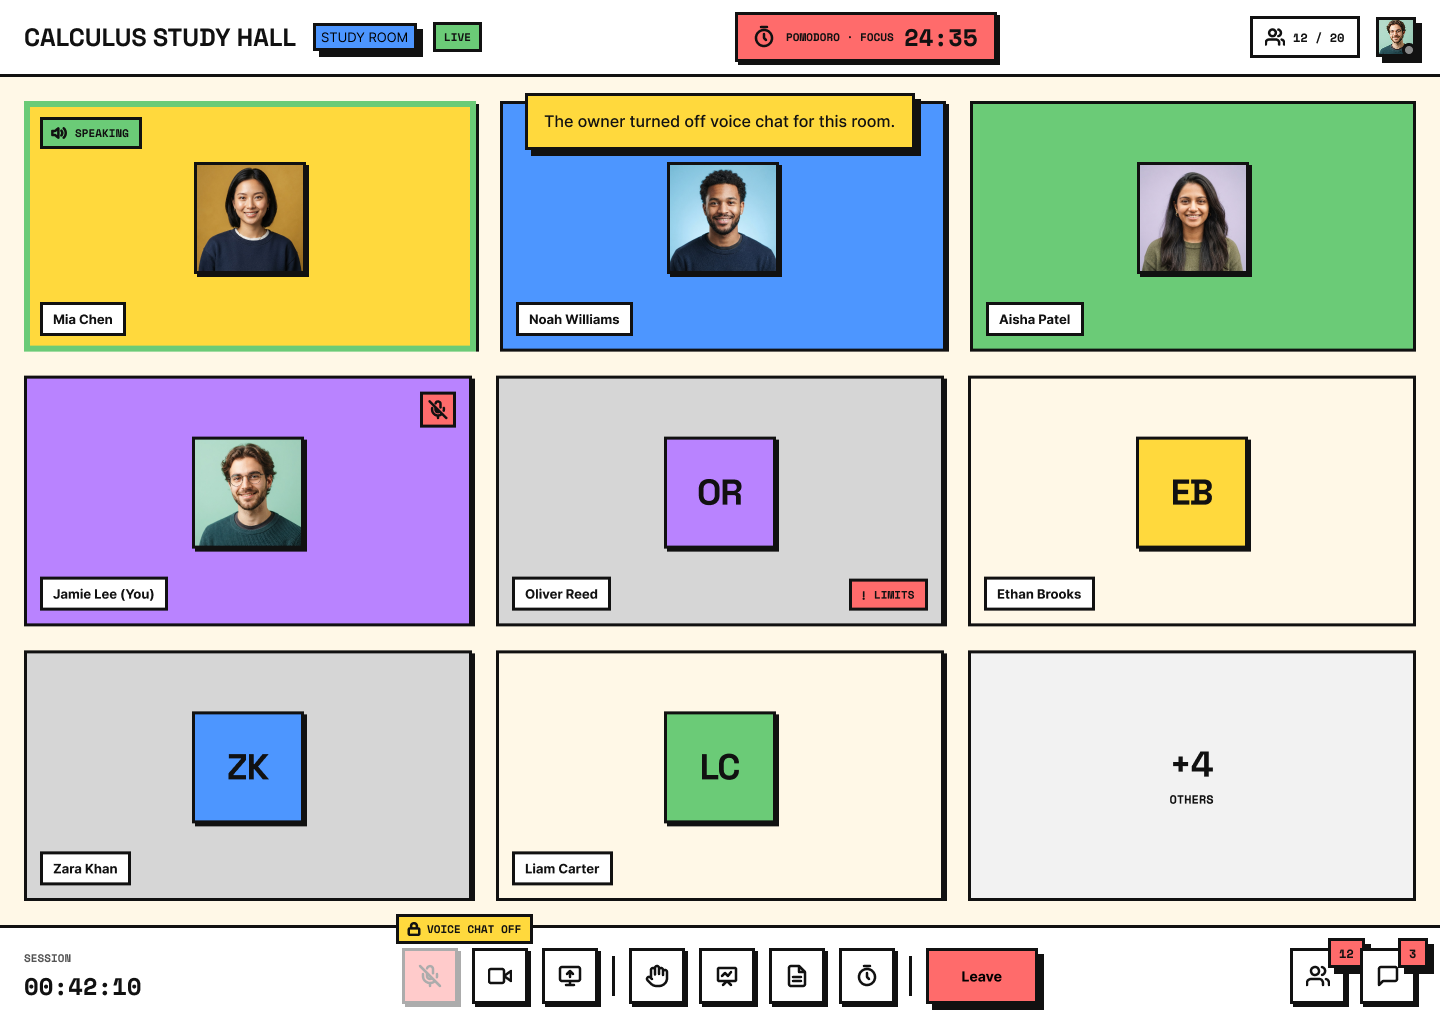 CALCULUS STUDY HALL
STUDY ROOM
LIVE
POMODORO · FOCUS 24:35
12 / 20
The owner turned off voice chat for this room.
SPEAKING
Mia Chen
Noah Williams
Aisha Patel
Jamie Lee (You)
OR
Oliver Reed
! LIMITS
EB
Ethan Brooks
ZK
Zara Khan
LC
Liam Carter
+4
OTHERS
VOICE CHAT OFF
SESSION
00:42:10
Leave
12
3